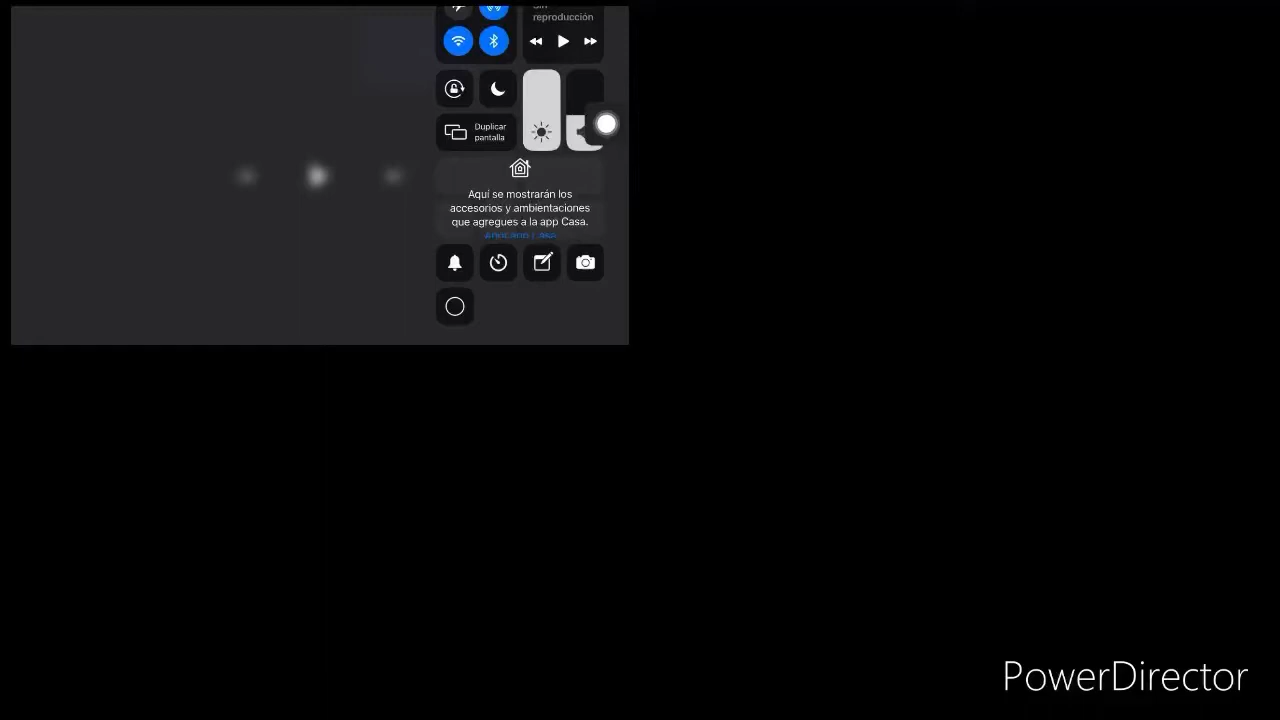 reproducción
Duplicar
pantalla
Aquí se mostrarán los
accesorios y ambientaciones
que agregues a la app Casa.
PowerDirector